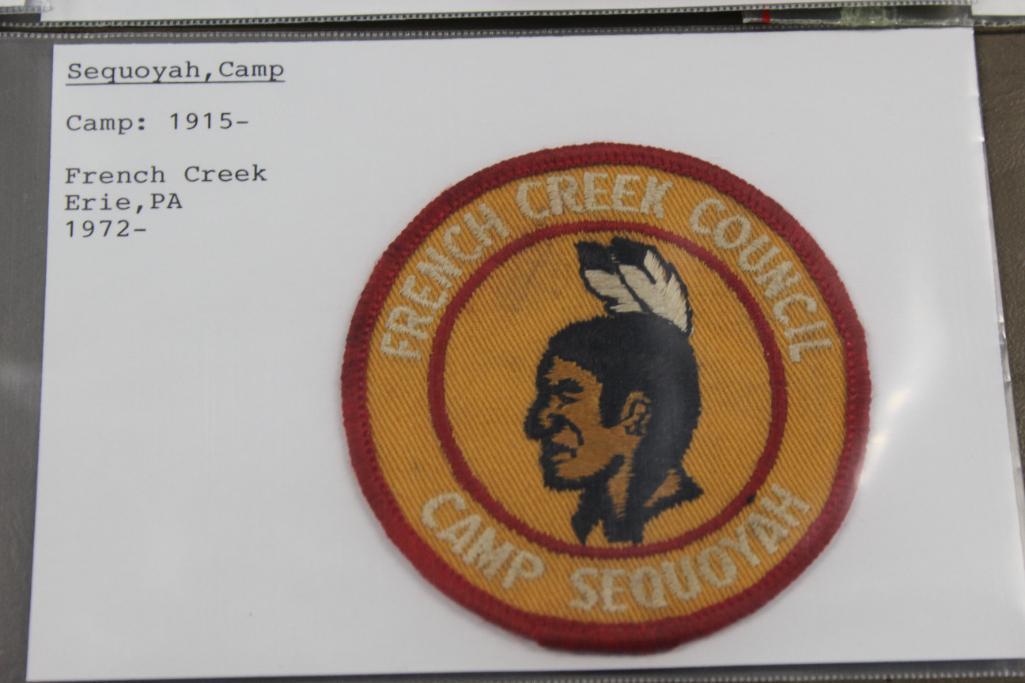 Sequoyah,Camp
Camp: 1915-
French Creek
Erie,PA
1972-
FRENCH CREEK COUNCIL
CAMP SEQUOYAH